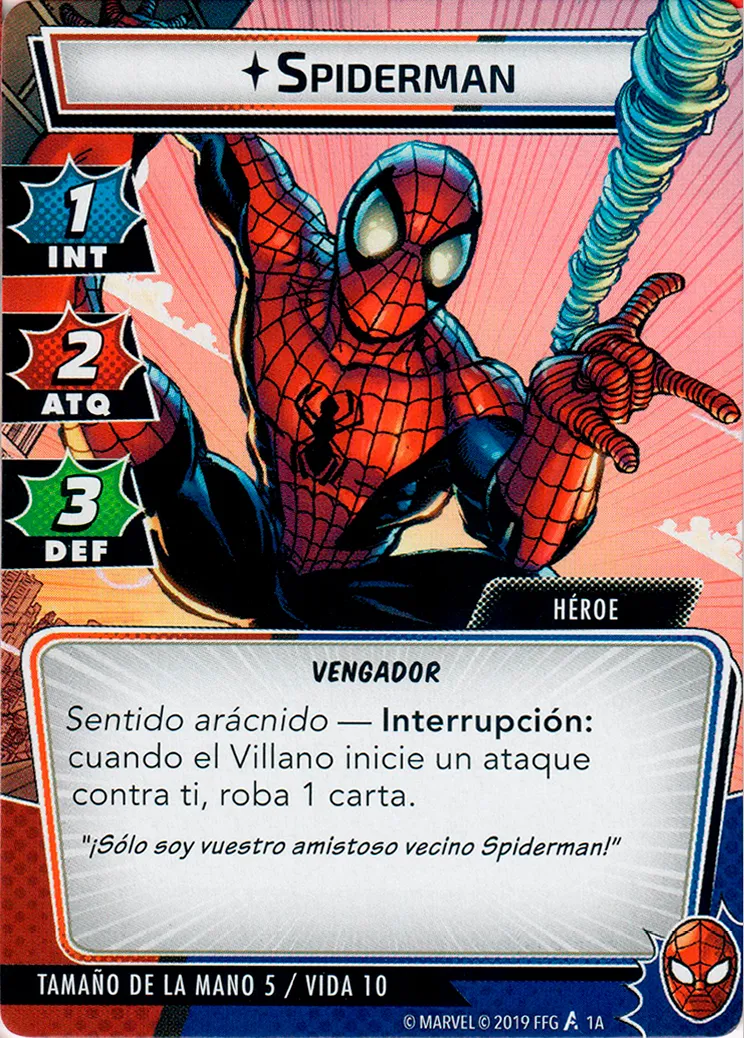 SPIDERMAN
1
INT
2
ATQ
3
DEF
HÉROE
VENGADOR
Sentido arácnido — Interrupción:
cuando el Villano inicie un ataque
contra ti, roba 1 carta.
"¡Sólo soy vuestro amistoso vecino Spiderman!"
TAMAÑO DE LA MANO 5 / VIDA 10
© MARVEL © 2019 FFG 1A